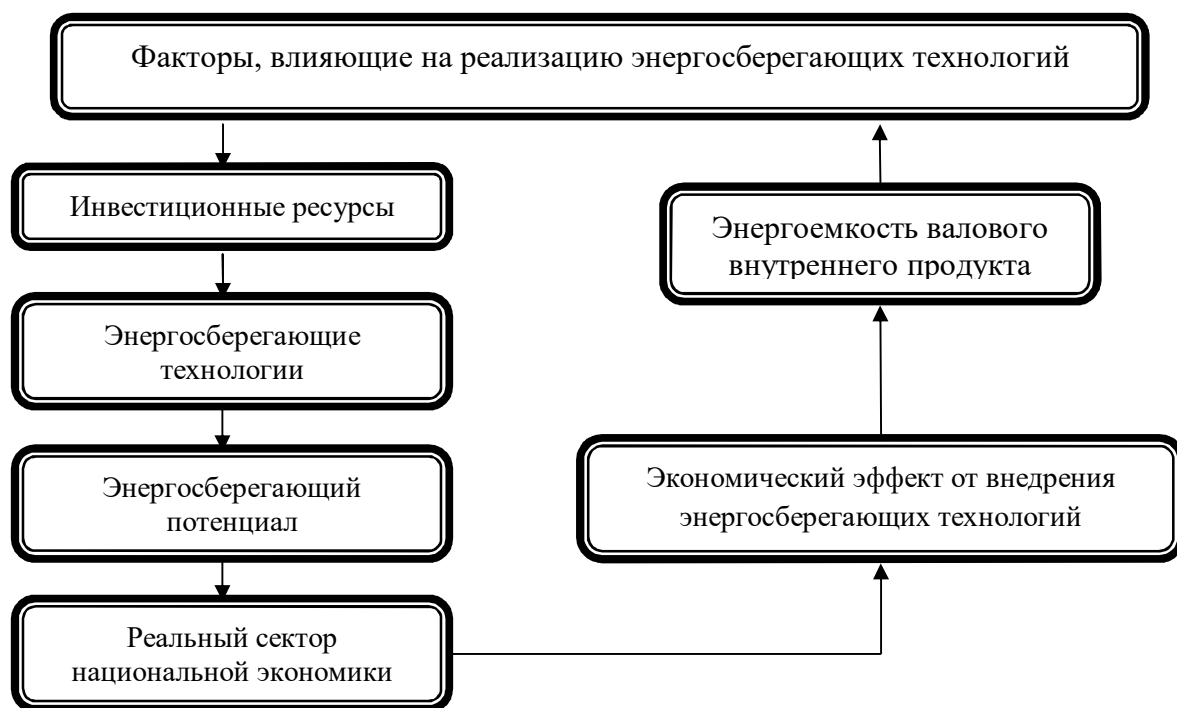 Факторы, влияющие на реализацию энергосберегающих технологий
Инвестиционные ресурсы
Энергосберегающие
технологии
Энергосберегающий
потенциал
Реальный сектор
национальной экономики
Энергоемкость валового
внутреннего продукта
Экономический эффект от внедрения
энергосберегающих технологий